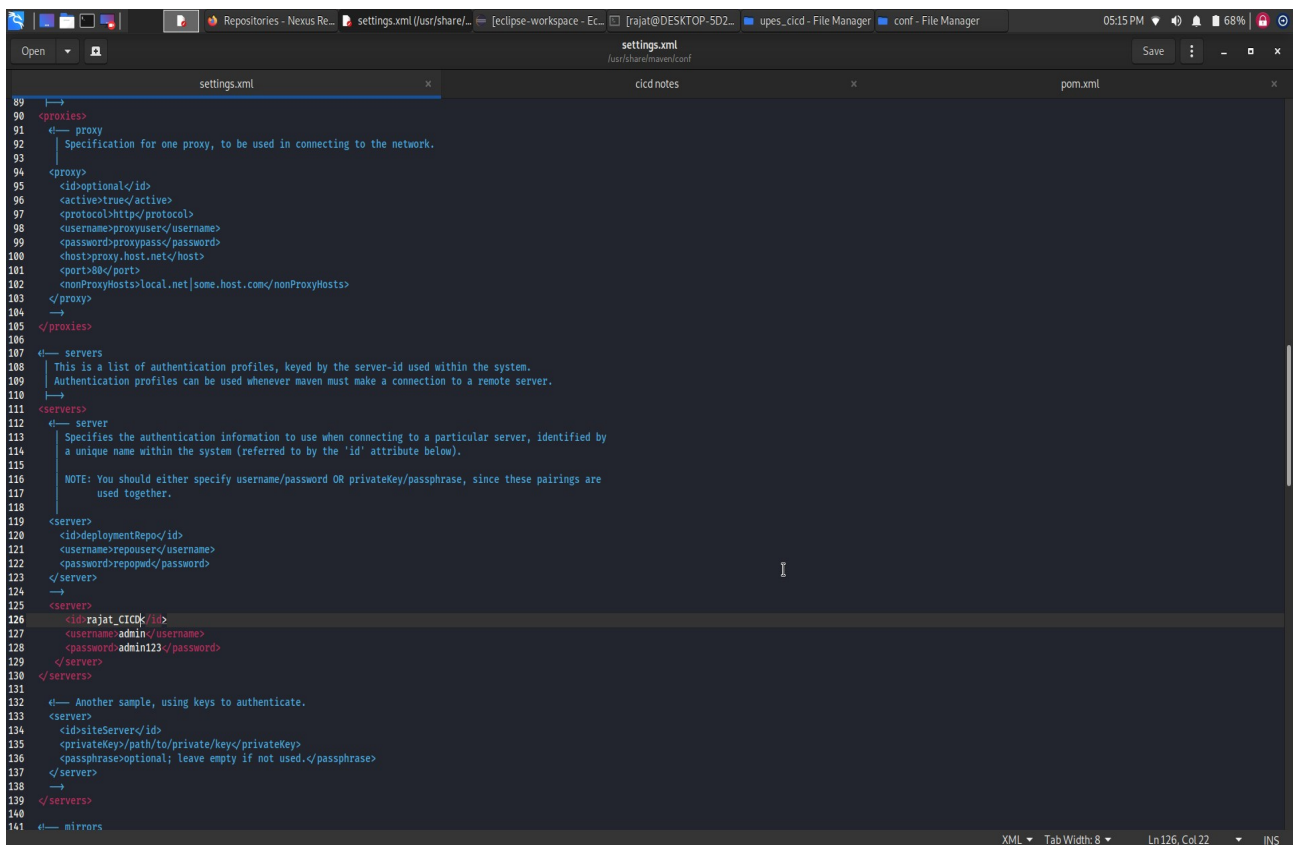 Repositories - Nexus Re...
settings.xml (/usr/share/...
[eclipse-workspace - Ec...
[rajat@DESKTOP-5D2...
upes_cicd - File Manager
conf - File Manager
05:15 PM
68%
Open
settings.xml
/usr/share/maven/conf
Save
settings.xml
cicd notes
pom.xml
89 |-->
90 <proxies>
91 <!-- proxy
92 | Specification for one proxy, to be used in connecting to the network.
93 |
94 <proxy>
95 <id>optional</id>
96 <active>true</active>
97 <protocol>http</protocol>
98 <username>proxyuser</username>
99 <password>proxypass</password>
100 <host>proxy.host.net</host>
101 <port>80</port>
102 <nonProxyHosts>local.net|some.host.com</nonProxyHosts>
103 </proxy>
104 -->
105 </proxies>
106
107 <!-- servers
108 | This is a list of authentication profiles, keyed by the server-id used within the system.
109 | Authentication profiles can be used whenever maven must make a connection to a remote server.
110 |-->
111 <servers>
112 <!-- server
113 | Specifies the authentication information to use when connecting to a particular server, identified by
114 | a unique name within the system (referred to by the 'id' attribute below).
115 |
116 | NOTE: You should either specify username/password OR privateKey/passphrase, since these pairings are
117 | used together.
118 |
119 <server>
120 <id>deploymentRepo</id>
121 <username>repouser</username>
122 <password>repopwd</password>
123 </server>
124 -->
125 <server>
126 <id>rajat_CICD</id>
127 <username>admin</username>
128 <password>admin123</password>
129 </server>
130 </servers>
131
132 <!-- Another sample, using keys to authenticate.
133 <server>
134 <id>siteServer</id>
135 <privateKey>/path/to/private/key</privateKey>
136 <passphrase>optional; leave empty if not used.</passphrase>
137 </server>
138 -->
139 </servers>
140
141 <!-- mirrors
XML
Tab Width: 8
Ln 126, Col 22
INS